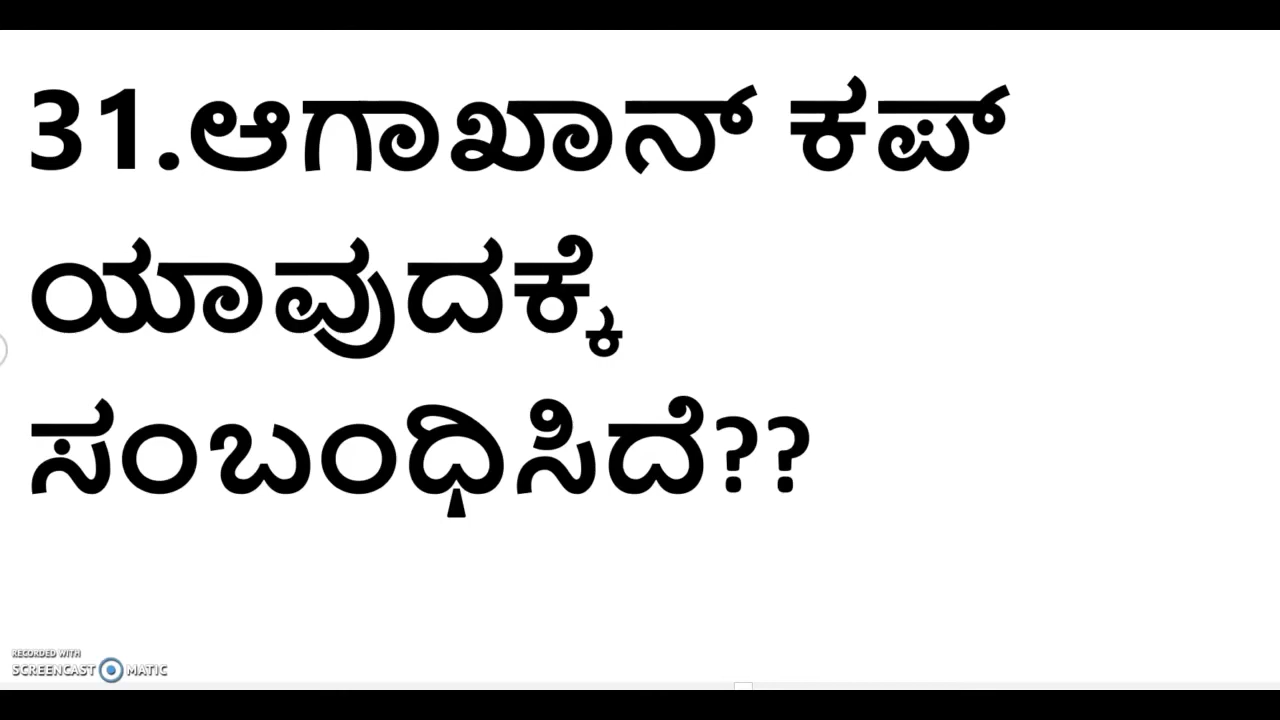 31.ಆಗಾಖಾನ್ ಕಪ್
ಯಾವುದಕ್ಕೆ
ಸಂಬಂಧಿಸಿದೆ??
RECORDED WITH
SCREENCAST MATIC